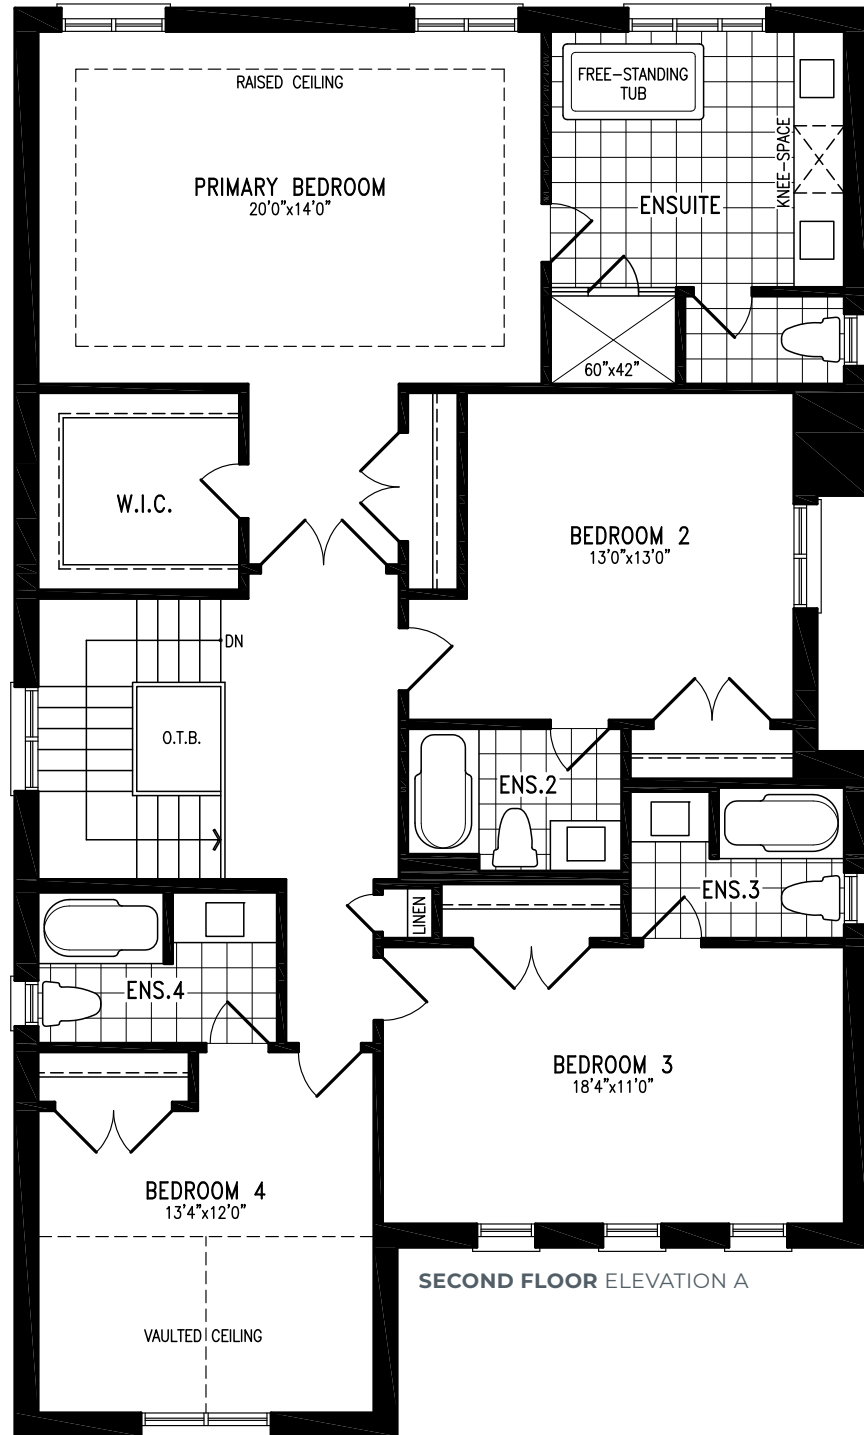 RAISED CEILING
PRIMARY BEDROOM
20'0"x14'0"
FREE-STANDING
TUB
KNEE-SPACE
ENSUITE
60"x42"
W.I.C.
BEDROOM 2
13'0"x13'0"
DN
O.T.B.
ENS.2
ENS.3
LINEN
ENS.4
BEDROOM 3
18'4"x11'0"
BEDROOM 4
13'4"x12'0"
VAULTED CEILING
SECOND FLOOR ELEVATION A